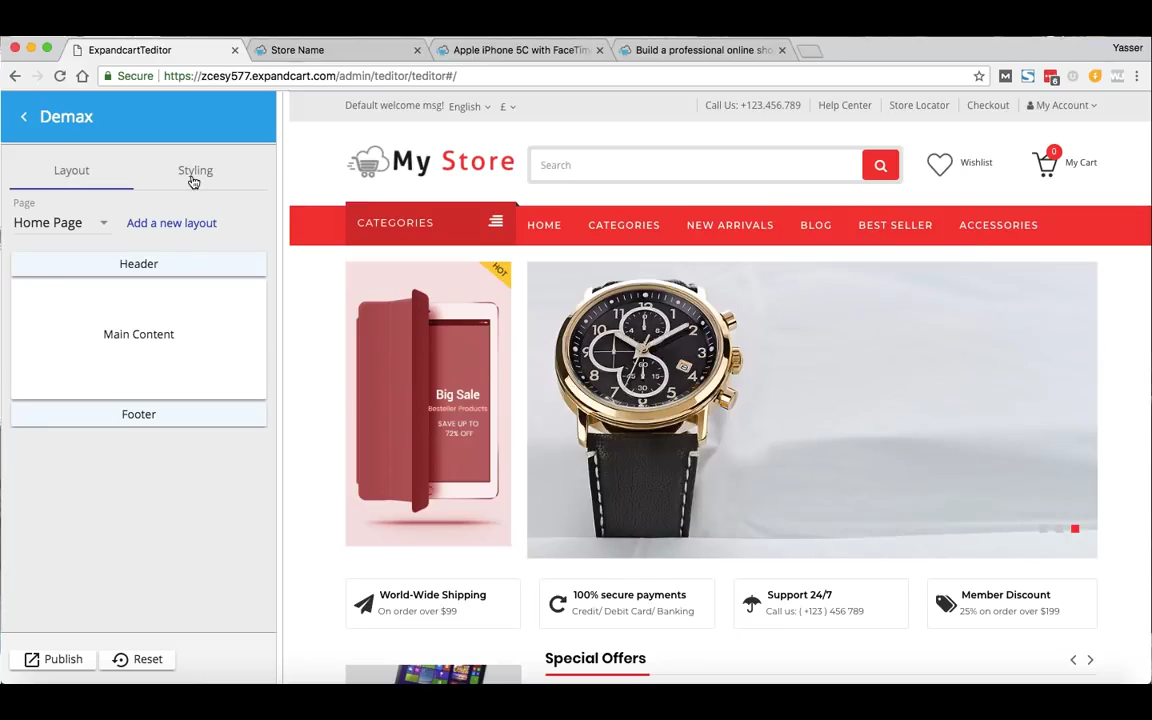 ExpandcartTeditor
Store Name
Apple iPhone 5C with FaceTim
Build a professional online sho
Yasser
Secure
https://zcesy577.expandcart.com/admin/teditor/teditor#/
6
Demax
Layout
Styling
Page
Home Page
Add a new layout
Header
Main Content
Footer
Publish
Reset
Default welcome msg! English £
Call Us: +123.456.789
Help Center
Store Locator
Checkout
My Account
My Store
Search
Wishlist
0
My Cart
CATEGORIES
HOME
CATEGORIES
NEW ARRIVALS
BLOG
BEST SELLER
ACCESSORIES
HOT
Big Sale
Bestseller Products
SAVE UP TO
72% OFF
World-Wide Shipping
On order over $99
100% secure payments
Credit/ Debit Card/ Banking
Support 24/7
Call us: ( +123 ) 456 789
Member Discount
25% on order over $199
Special Offers